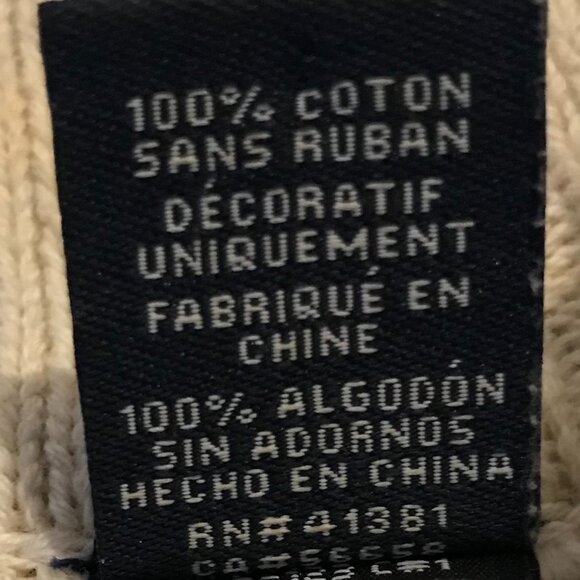 100% COTON
SANS RUBAN
DÉCORATIF
UNIQUEMENT
FABRIQUÉ EN
CHINE
100% ALGODÓN
SIN ADORNOS
HECHO EN CHINA
RN#41381